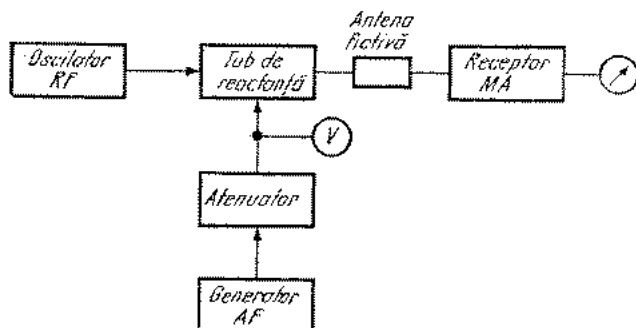 Antena
fictivă
Oscilator
RF
Tub de
reactanță
Receptor
MA
V
Atenuator
Generator
AF